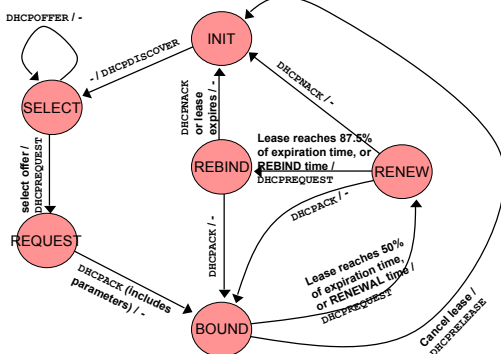 DHCPOFFER / -
INIT
- / DHCPDISCOVER
SELECT
DHCPNACK
or lease
expires / -
DHCPNACK / -
select offer /
DHCPREQUEST
Lease reaches 87.5%
of expiration time, or
REBIND time /
DHCPREQUEST
REBIND
RENEW
DHCPACK / -
DHCPACK / -
REQUEST
DHCPACK (includes
parameters) / -
Lease reaches 50%
of expiration time,
or RENEWAL time /
DHCPREQUEST
BOUND
Cancel lease /
DHCPRELEASE